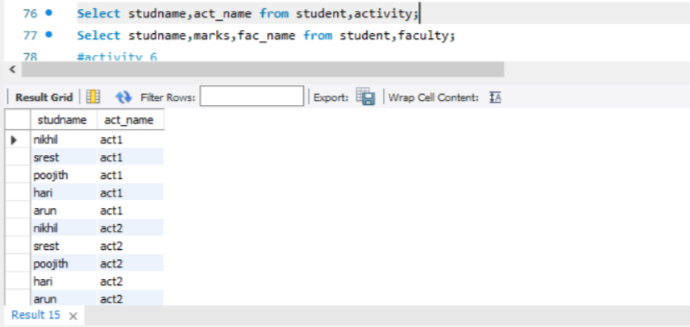 76 Select studname,act_name from student,activity;
77 Select studname,marks,fac_name from student,faculty;
78 #activity 6
Result Grid Filter Rows: Export: Wrap Cell Content:
studname act_name
nikhil act1
srest act1
poojith act1
hari act1
arun act1
nikhil act2
srest act2
poojith act2
hari act2
arun act2
Result 15